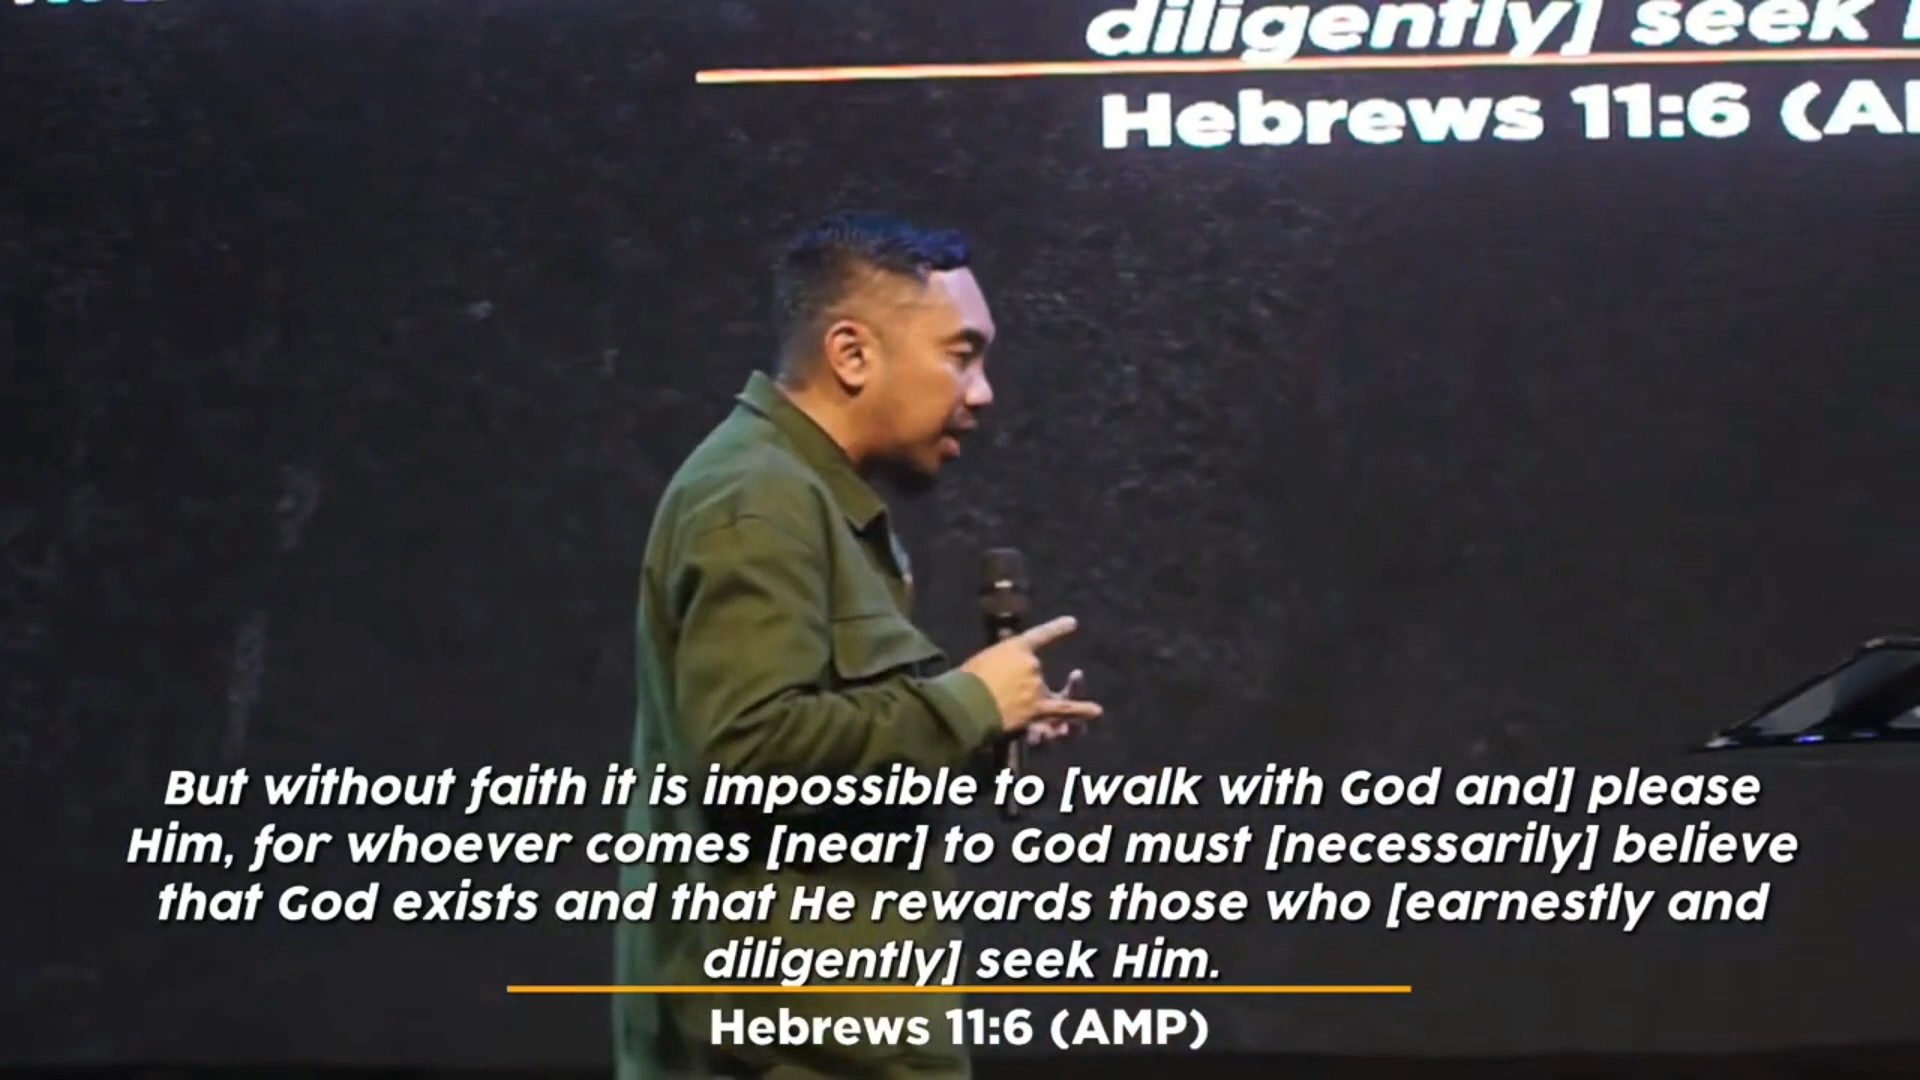 diligently] seek
Hebrews 11:6
But without faith it is impossible to [walk with God and] please
Him, for whoever comes [near] to God must [necessarily] believe
that God exists and that He rewards those who [earnestly and
diligently] seek Him.
Hebrews 11:6 (AMP)